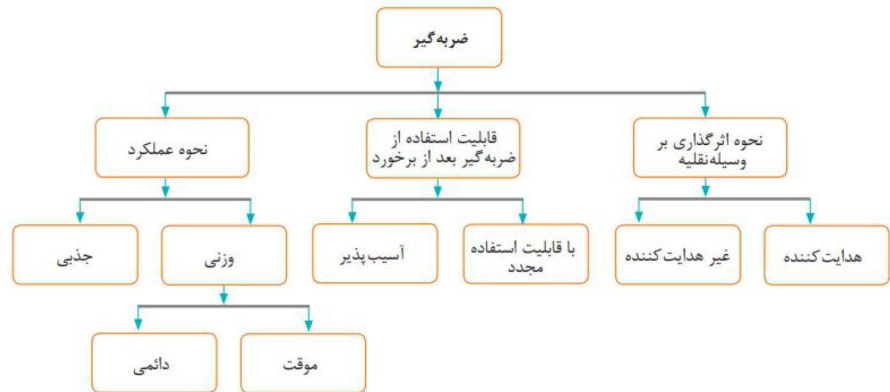 ضربه‌گیر
نحوه اثرگذاری بر
وسیله‌نقلیه
قابلیت استفاده از
ضربه‌گیر بعد از برخورد
نحوه عملکرد
هدایت‌کننده
غیر هدایت‌کننده
با قابلیت استفاده
مجدد
آسیب‌پذیر
وزنی
جذبی
موقت
دائمی